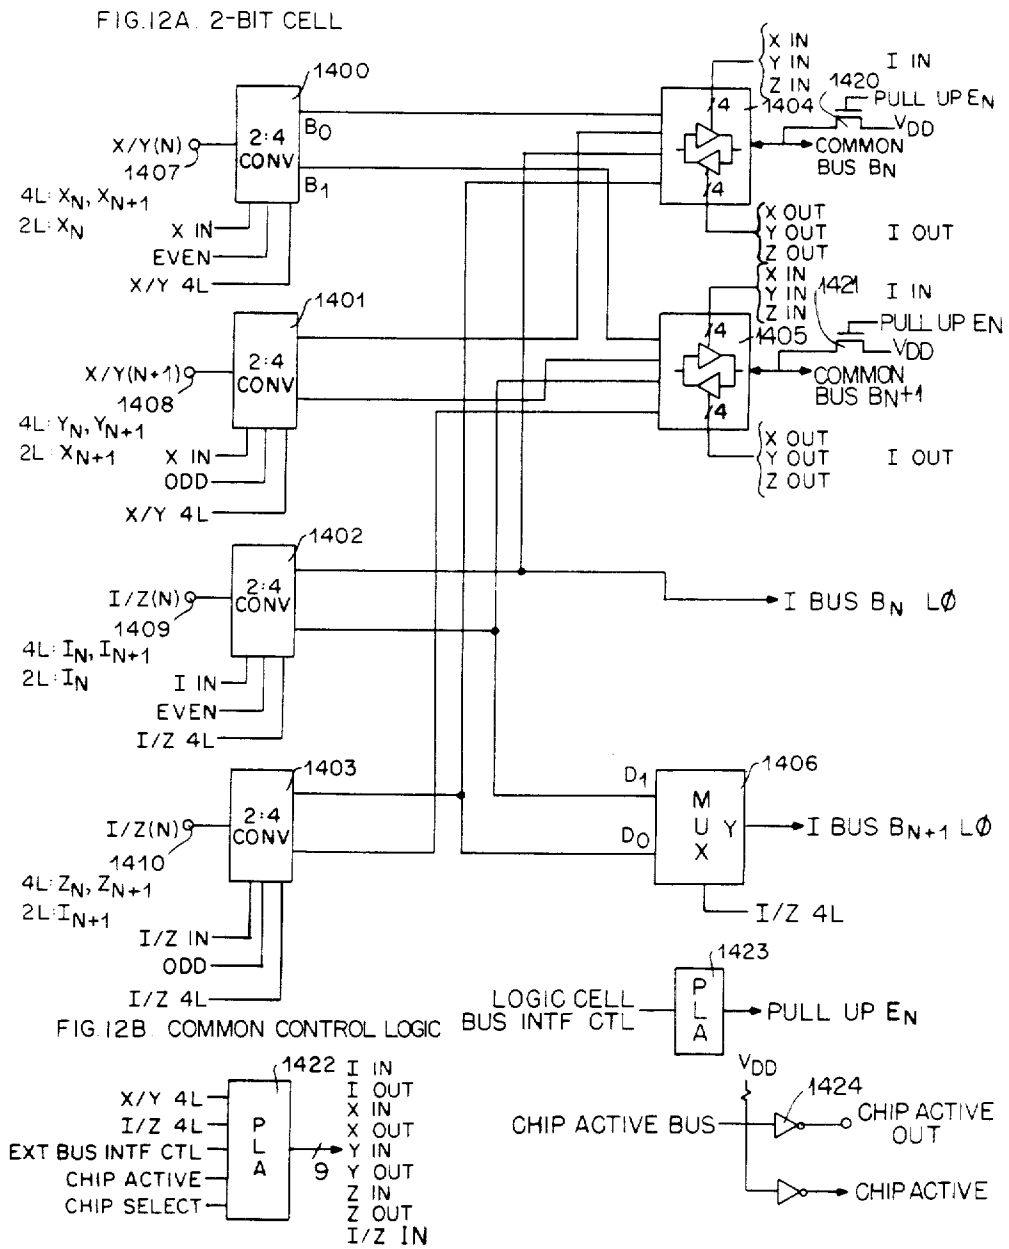 FIG.12A. 2-BIT CELL
X IN
Y IN
Z IN
I IN
1400
1404
1420
PULL UP EN
VDD
/4
X/Y(N)
1407
2:4
CONV
B0
B1
COMMON
BUS BN
4L: XN, XN+1
2L: XN
X IN
EVEN
X/Y 4L
/4
X OUT
Y OUT
Z OUT
I OUT
1401
X IN
Y IN
Z IN
I IN
1421
PULL UP EN
VDD
/4
1405
X/Y(N+1)
1408
2:4
CONV
COMMON
BUS BN+1
4L: YN, YN+1
2L: XN+1
X IN
ODD
X/Y 4L
/4
X OUT
Y OUT
Z OUT
I OUT
1402
I/Z(N)
1409
2:4
CONV
I BUS BN LØ
4L: IN, IN+1
2L: IN
I IN
EVEN
I/Z 4L
1403
I/Z(N)
1410
2:4
CONV
D1
D0
MUX
Y
1406
I BUS BN+1 LØ
4L: ZN, ZN+1
2L: IN+1
I/Z IN
ODD
I/Z 4L
I/Z 4L
1423
LOGIC CELL
BUS INTF CTL
PLA
PULL UP EN
FIG.12B. COMMON CONTROL LOGIC
1422
X/Y 4L
I/Z 4L
EXT BUS INTF CTL
CHIP ACTIVE
CHIP SELECT
PLA
/9
I IN
I OUT
X IN
X OUT
Y IN
Y OUT
Z IN
Z OUT
I/Z IN
VDD
1424
CHIP ACTIVE BUS
CHIP ACTIVE
OUT
CHIP ACTIVE